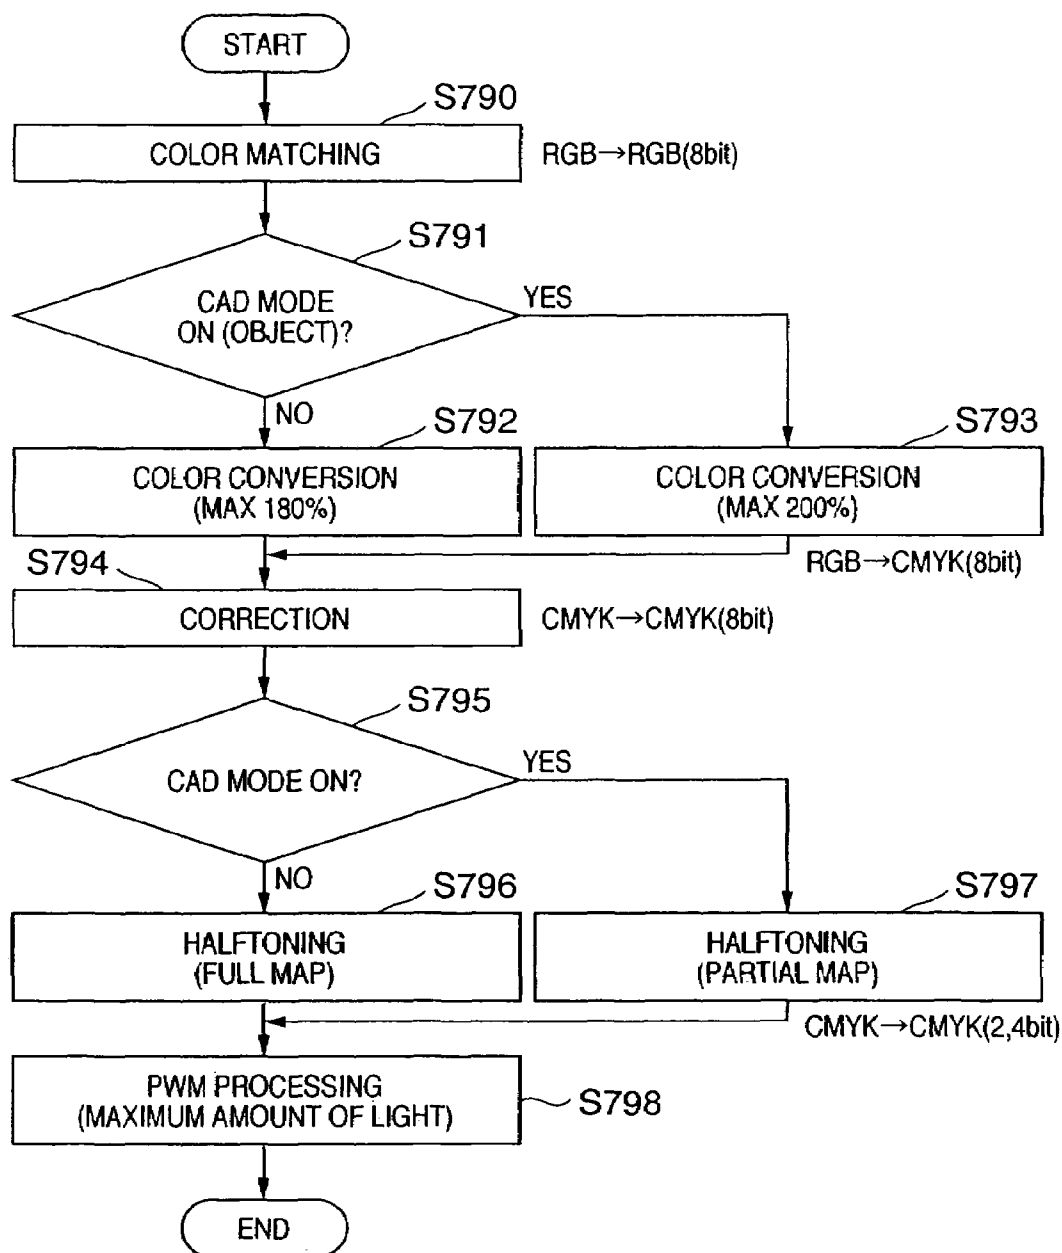 START
S790
COLOR MATCHING
RGB→RGB(8bit)
S791
CAD MODE
ON (OBJECT)?
YES
NO
S792
COLOR CONVERSION
(MAX 180%)
S793
COLOR CONVERSION
(MAX 200%)
RGB→CMYK(8bit)
S794
CORRECTION
CMYK→CMYK(8bit)
S795
CAD MODE ON?
YES
NO
S796
HALFTONING
(FULL MAP)
S797
HALFTONING
(PARTIAL MAP)
CMYK→CMYK(2,4bit)
PWM PROCESSING
(MAXIMUM AMOUNT OF LIGHT)
S798
END